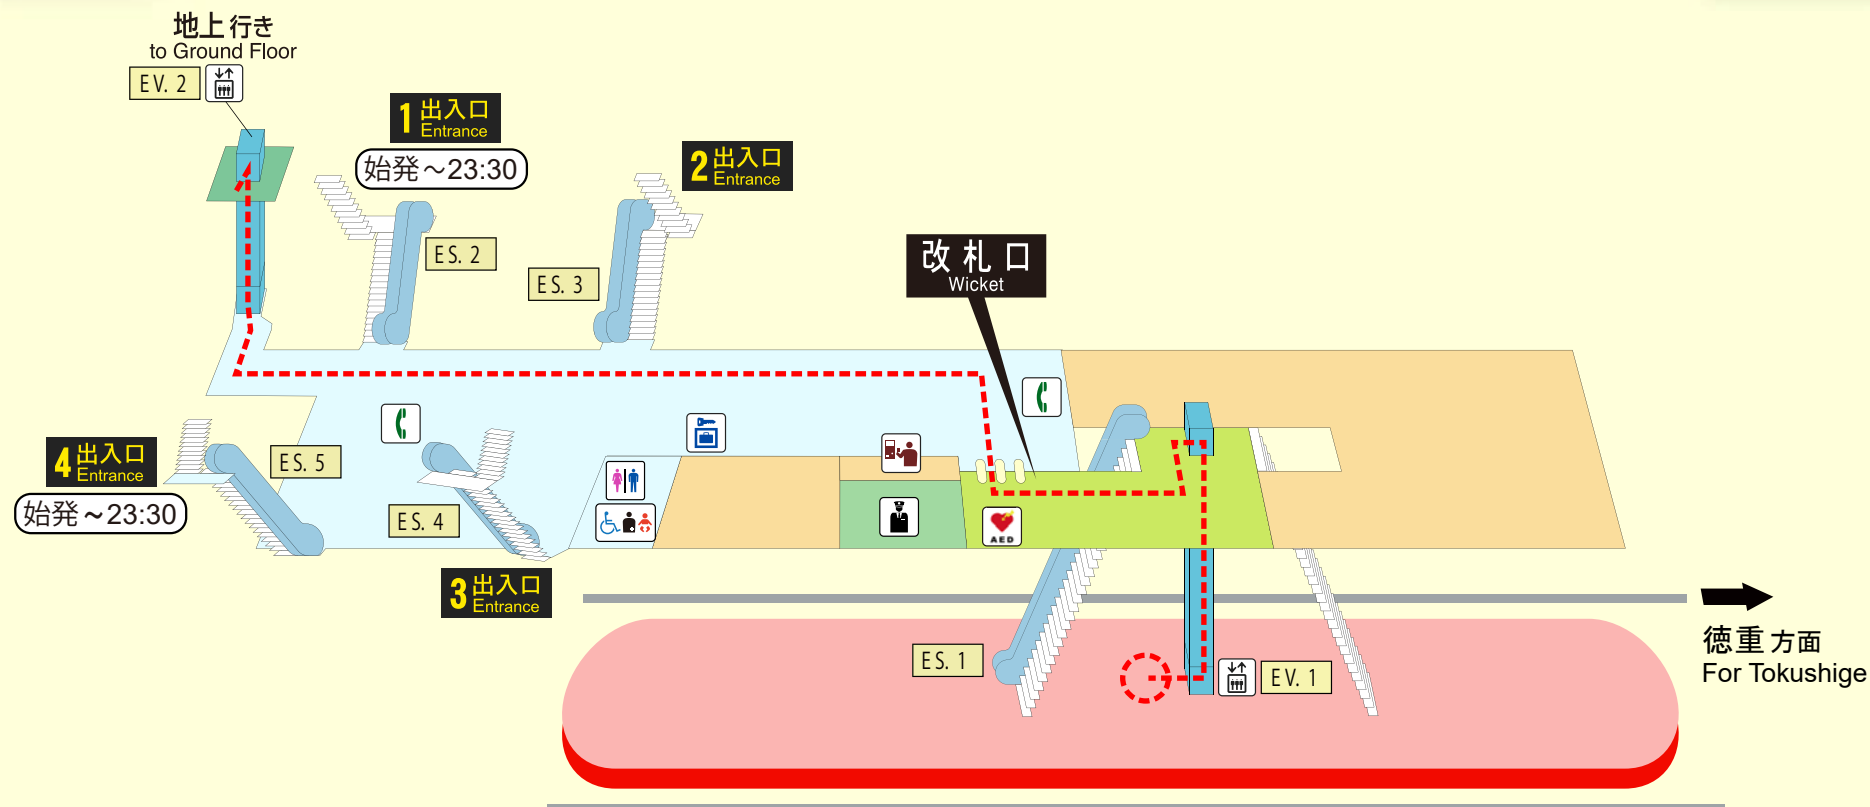 地上行き
to Ground Floor
EV. 2
1 出入口
Entrance
始発～23:30
2 出入口
Entrance
ES. 2
ES. 3
改札口
Wicket
4 出入口
Entrance
始発～23:30
ES. 5
ES. 4
3 出入口
Entrance
AED
ES. 1
EV. 1
徳重方面
For Tokushige